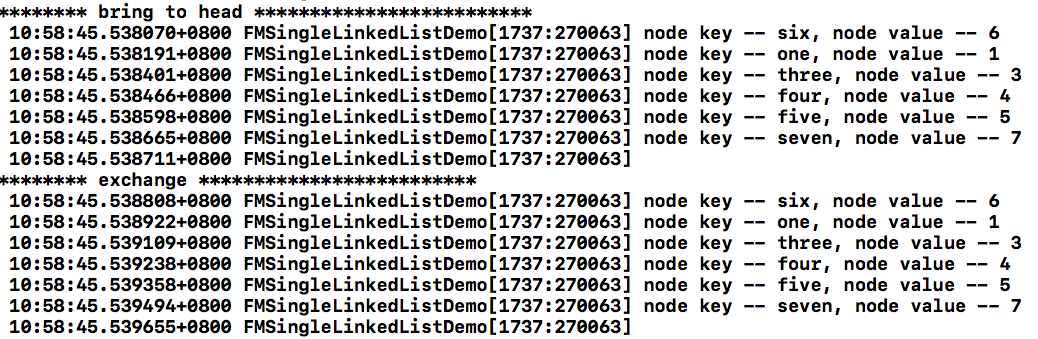 ******** bring to head *************************
10:58:45.538070+0800 FMSingleLinkedListDemo[1737:270063] node key -- six, node value -- 6
10:58:45.538191+0800 FMSingleLinkedListDemo[1737:270063] node key -- one, node value -- 1
10:58:45.538401+0800 FMSingleLinkedListDemo[1737:270063] node key -- three, node value -- 3
10:58:45.538466+0800 FMSingleLinkedListDemo[1737:270063] node key -- four, node value -- 4
10:58:45.538598+0800 FMSingleLinkedListDemo[1737:270063] node key -- five, node value -- 5
10:58:45.538665+0800 FMSingleLinkedListDemo[1737:270063] node key -- seven, node value -- 7
10:58:45.538711+0800 FMSingleLinkedListDemo[1737:270063]
******** exchange *************************
10:58:45.538808+0800 FMSingleLinkedListDemo[1737:270063] node key -- six, node value -- 6
10:58:45.538922+0800 FMSingleLinkedListDemo[1737:270063] node key -- one, node value -- 1
10:58:45.539109+0800 FMSingleLinkedListDemo[1737:270063] node key -- three, node value -- 3
10:58:45.539238+0800 FMSingleLinkedListDemo[1737:270063] node key -- four, node value -- 4
10:58:45.539358+0800 FMSingleLinkedListDemo[1737:270063] node key -- five, node value -- 5
10:58:45.539494+0800 FMSingleLinkedListDemo[1737:270063] node key -- seven, node value -- 7
10:58:45.539655+0800 FMSingleLinkedListDemo[1737:270063]